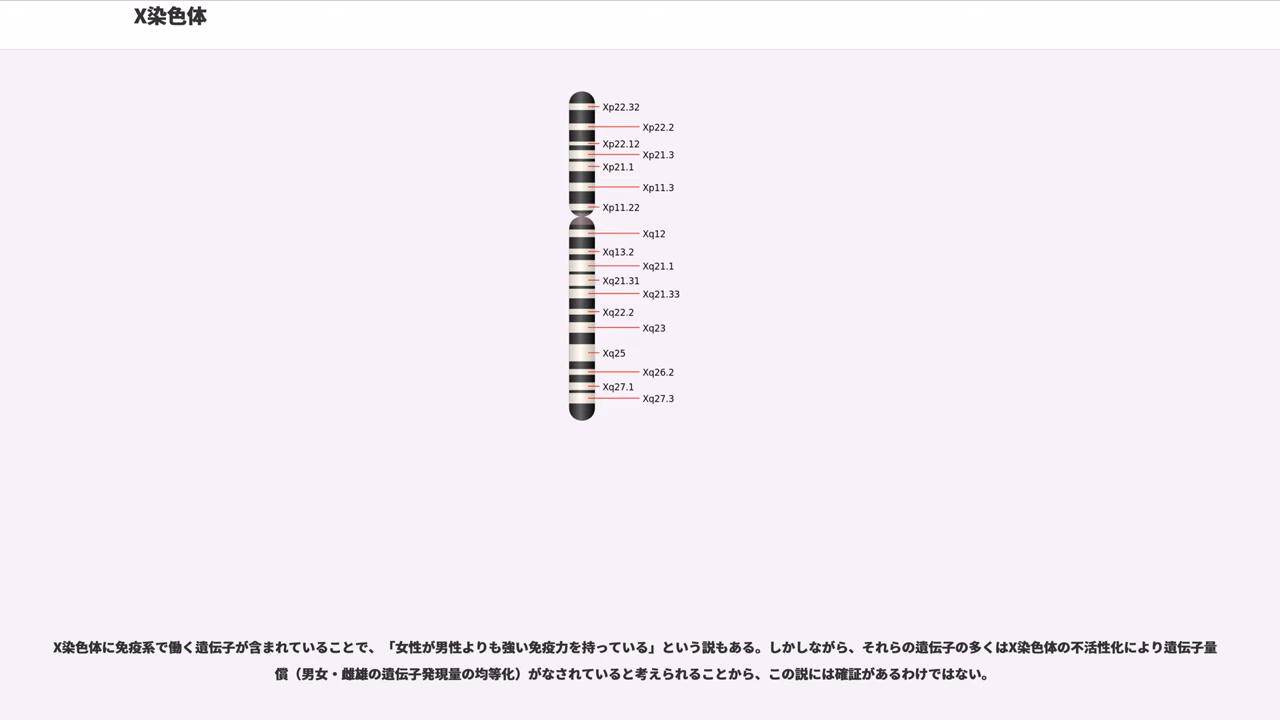 X染色体
Xp22.32
Xp22.2
Xp22.12
Xp21.3
Xp21.1
Xp11.3
Xp11.22
Xq12
Xq13.2
Xq21.1
Xq21.31
Xq21.33
Xq22.2
Xq23
Xq25
Xq26.2
Xq27.1
Xq27.3
X染色体に免疫系で働く遺伝子が含まれていることで、「女性が男性よりも強い免疫力を持っている」という説もある。しかしながら、それらの遺伝子の多くはX染色体の不活性化により遺伝子量
償（男女・雌雄の遺伝子発現量の均等化）がなされていると考えられることから、この説には確証があるわけではない。